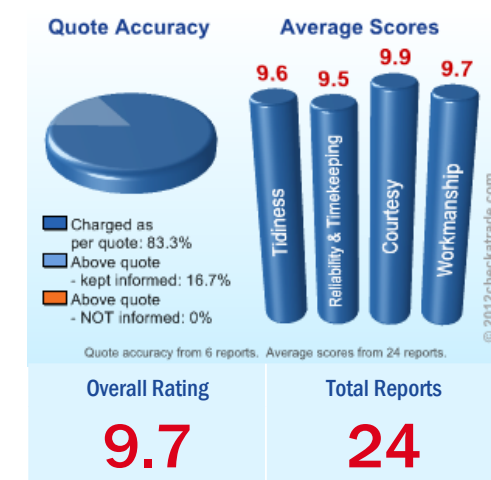 Quote Accuracy
Average Scores
9.6
9.5
9.9
9.7
Tidiness
Reliability & Timekeeping
Courtesy
Workmanship
Charged as
per quote: 83.3%
Above quote
- kept informed: 16.7%
Above quote
- NOT informed: 0%
© 2012checkatrade.com
Quote accuracy from 6 reports. Average scores from 24 reports.
Overall Rating
9.7
Total Reports
24